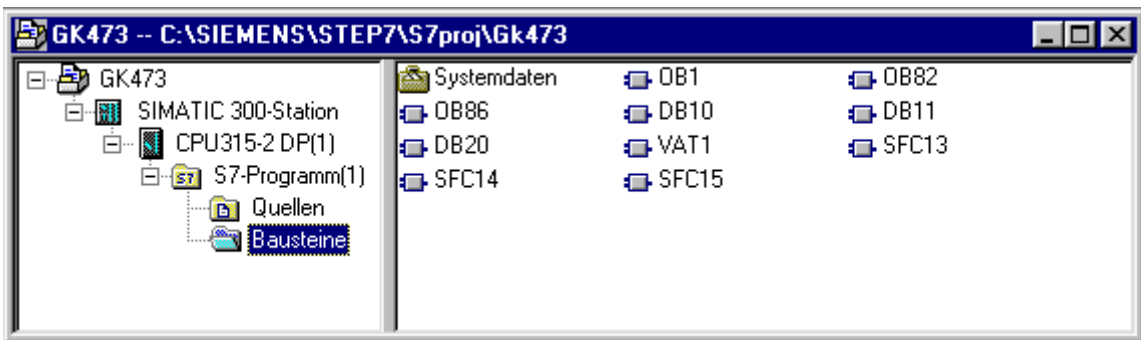 GK473 -- C:\SIEMENS\STEP7\S7proj\Gk473
GK473
SIMATIC 300-Station
CPU315-2 DP(1)
S7-Programm(1)
Quellen
Bausteine
Systemdaten OB1 OB82
OB86 DB10 DB11
DB20 VAT1 SFC13
SFC14 SFC15